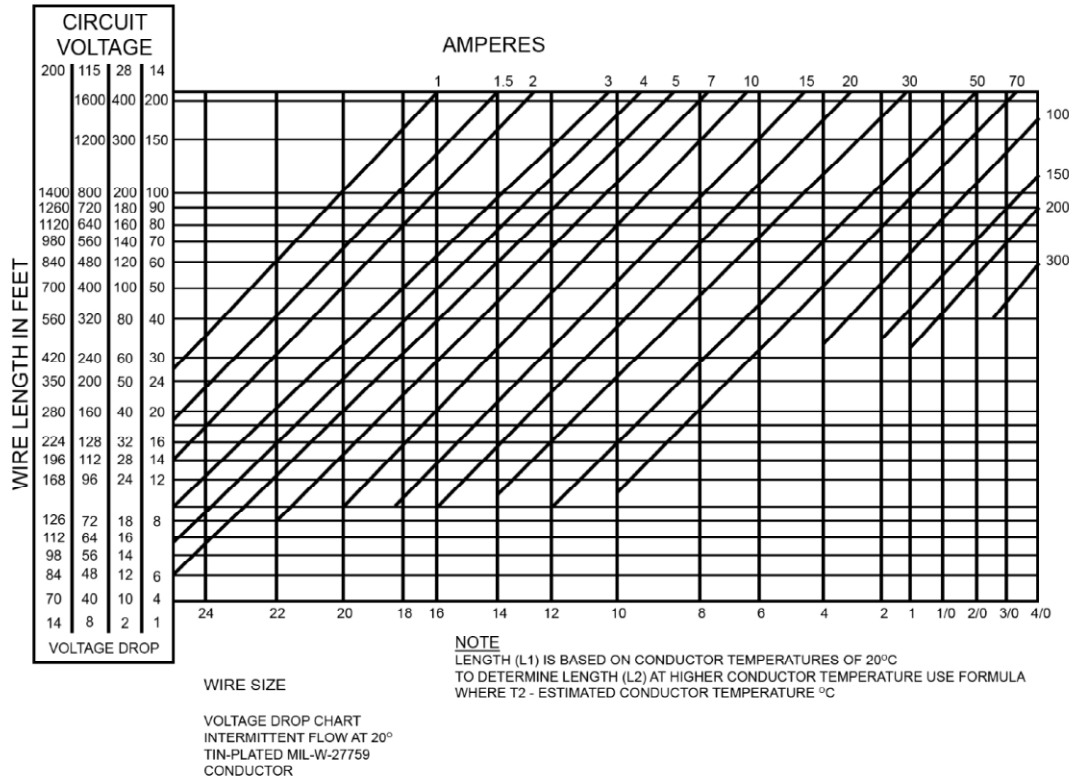 CIRCUIT
VOLTAGE
AMPERES
200 115 28 14
1 1.5 2 3 4 5 7 10 15 20 30 50 70
1600 400 200
100
1200 300 150
150
1400 800 200 100
1260 720 180 90
200
1120 640 160 80
980 560 140 70
840 480 120 60
300
700 400 100 50
560 320 80 40
420 240 60 30
350 200 50 24
280 160 40 20
224 128 32 16
196 112 28 14
168 96 24 12
126 72 18 8
112 64 16
98 56 14
84 48 12 6
70 40 10 4
14 8 2 1
WIRE LENGTH IN FEET
VOLTAGE DROP
24 22 20 18 16 14 12 10 8 6 4 2 1 1/0 2/0 3/0 4/0
NOTE
LENGTH (L1) IS BASED ON CONDUCTOR TEMPERATURES OF 20°C
TO DETERMINE LENGTH (L2) AT HIGHER CONDUCTOR TEMPERATURE USE FORMULA
WHERE T2 - ESTIMATED CONDUCTOR TEMPERATURE °C
WIRE SIZE
VOLTAGE DROP CHART
INTERMITTENT FLOW AT 20°
TIN-PLATED MIL-W-27759
CONDUCTOR